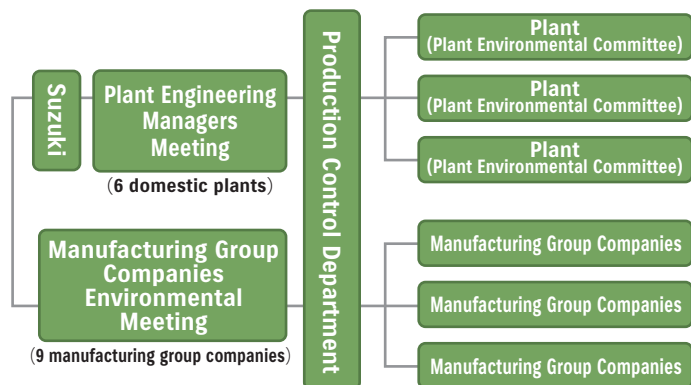 Suzuki
Plant Engineering
Managers
Meeting
(6 domestic plants)
Manufacturing Group
Companies
Environmental
Meeting
(9 manufacturing group companies)
Production Control Department
Plant
(Plant Environmental Committee)
Plant
(Plant Environmental Committee)
Plant
(Plant Environmental Committee)
Manufacturing Group Companies
Manufacturing Group Companies
Manufacturing Group Companies